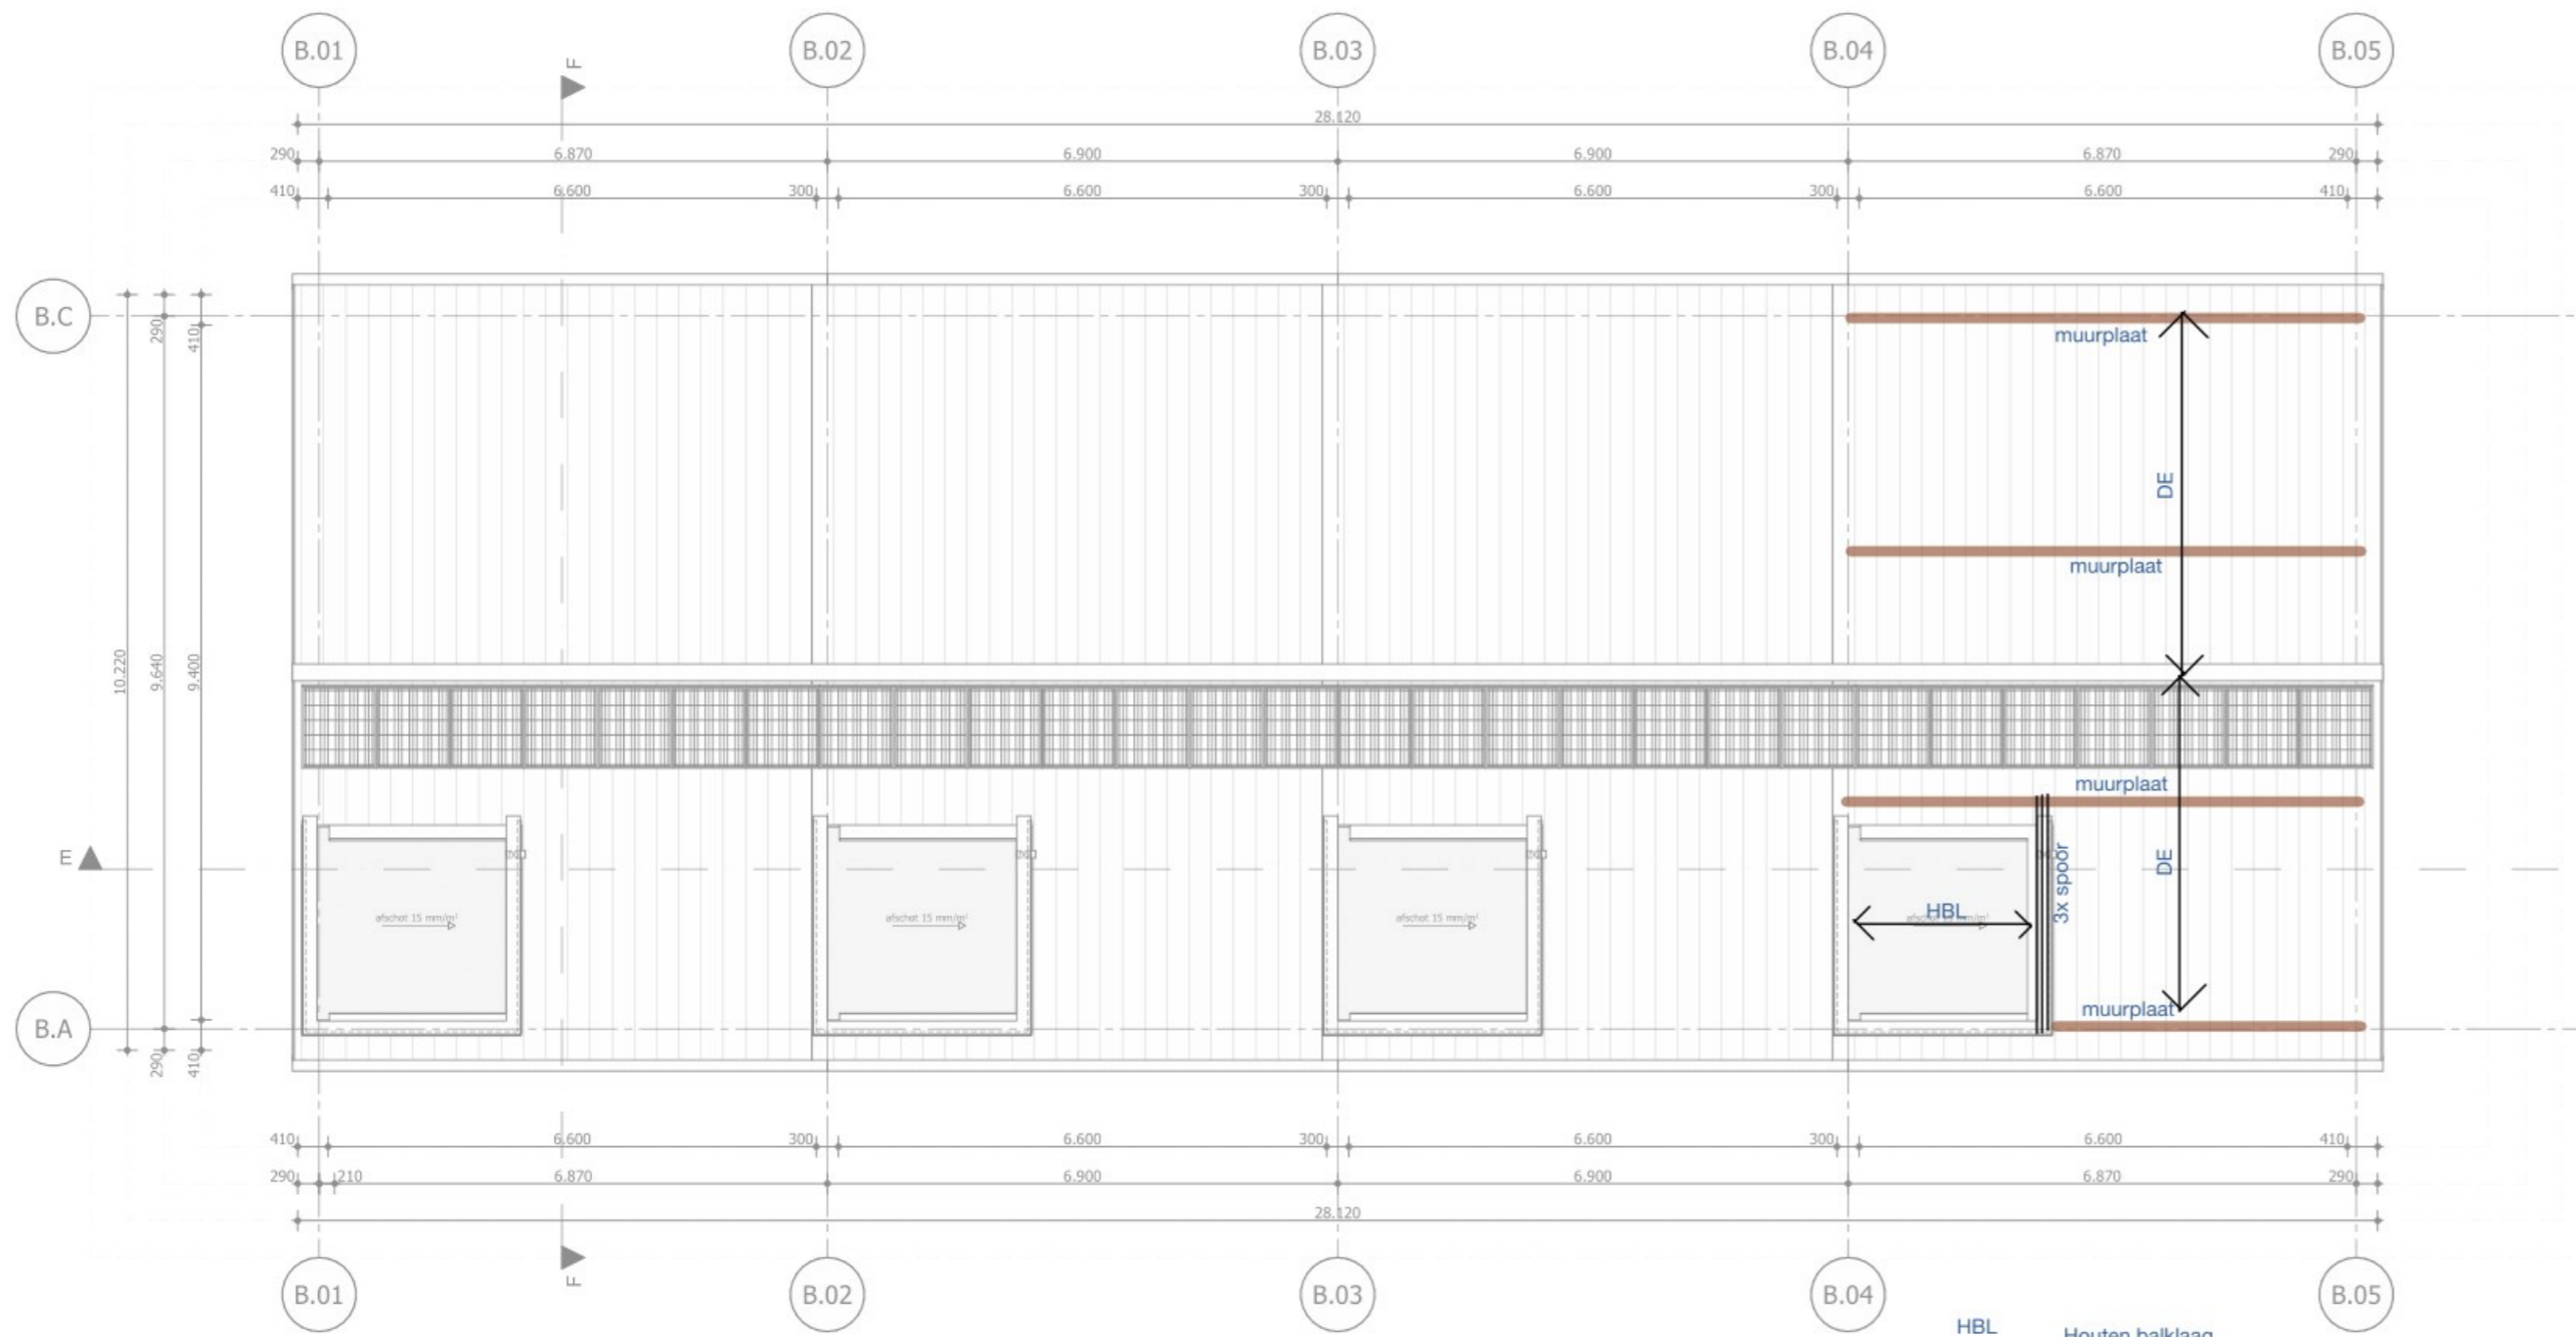 B.01 B.02 B.03 B.04 B.05
F
28.120
290 6.870 6.900 6.900 6.870 290
410 6.600 300 6.600 300 6.600 300 6.600 410
B.C
290 410
muurplaat
DE
muurplaat
10.220 9.640 9.400
muurplaat
E
DE
3x spoor
afschot 15 mm/m¹ afschot 15 mm/m¹ afschot 15 mm/m¹ HBL
muurplaat
B.A
290 410
410 6.600 300 6.600 300 6.600 300 6.600 410
290 210 6.870 6.900 6.900 6.870 290
28.120
F
B.01 B.02 B.03 B.04 B.05
HBL Houten balklaag